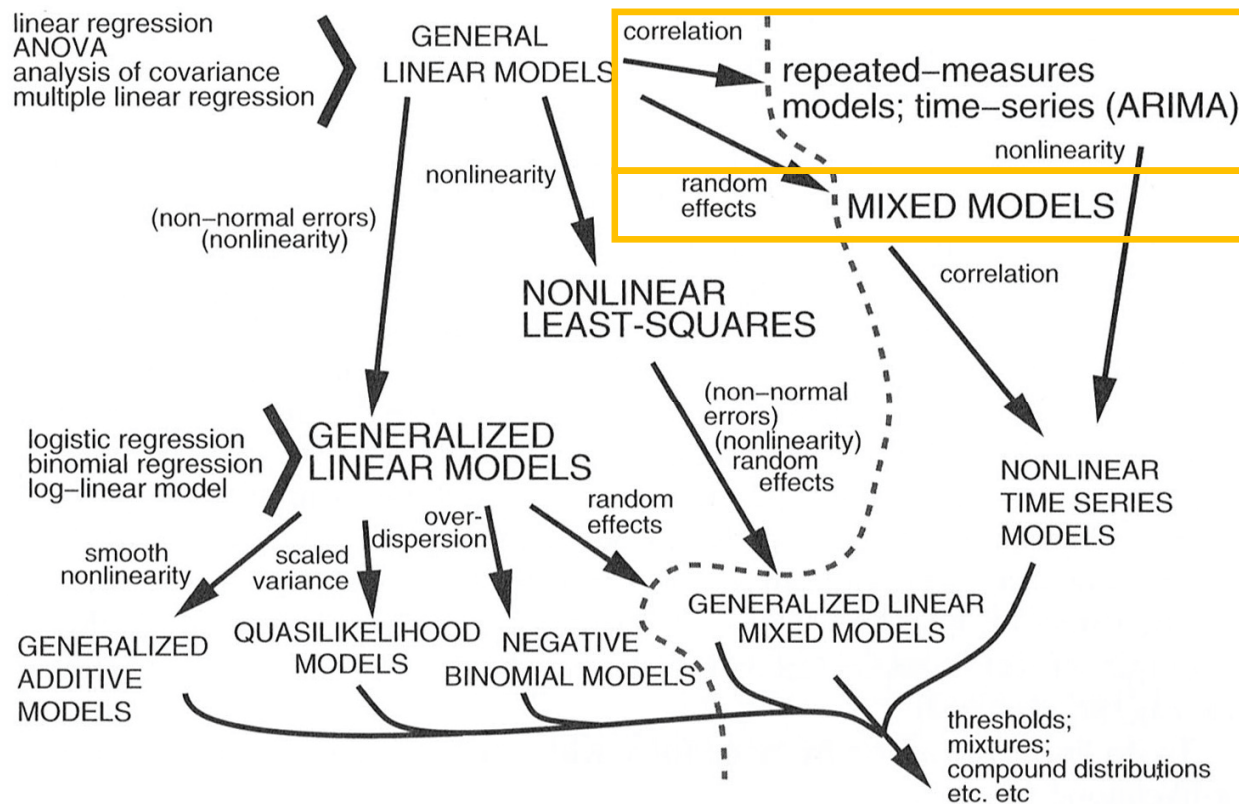 linear regression
ANOVA
analysis of covariance
multiple linear regression
GENERAL
LINEAR MODELS
correlation
repeated–measures
models; time–series (ARIMA)
nonlinearity
nonlinearity
random
effects
MIXED MODELS
(non–normal errors)
(nonlinearity)
correlation
NONLINEAR
LEAST-SQUARES
(non–normal
errors)
(nonlinearity)
random
effects
logistic regression
binomial regression
log–linear model
GENERALIZED
LINEAR MODELS
NONLINEAR
TIME SERIES
MODELS
smooth
nonlinearity
scaled
variance
over-
dispersion
random
effects
GENERALIZED
ADDITIVE
MODELS
QUASILIKELIHOOD
MODELS
NEGATIVE
BINOMIAL MODELS
GENERALIZED LINEAR
MIXED MODELS
thresholds;
mixtures;
compound distributions;
etc. etc